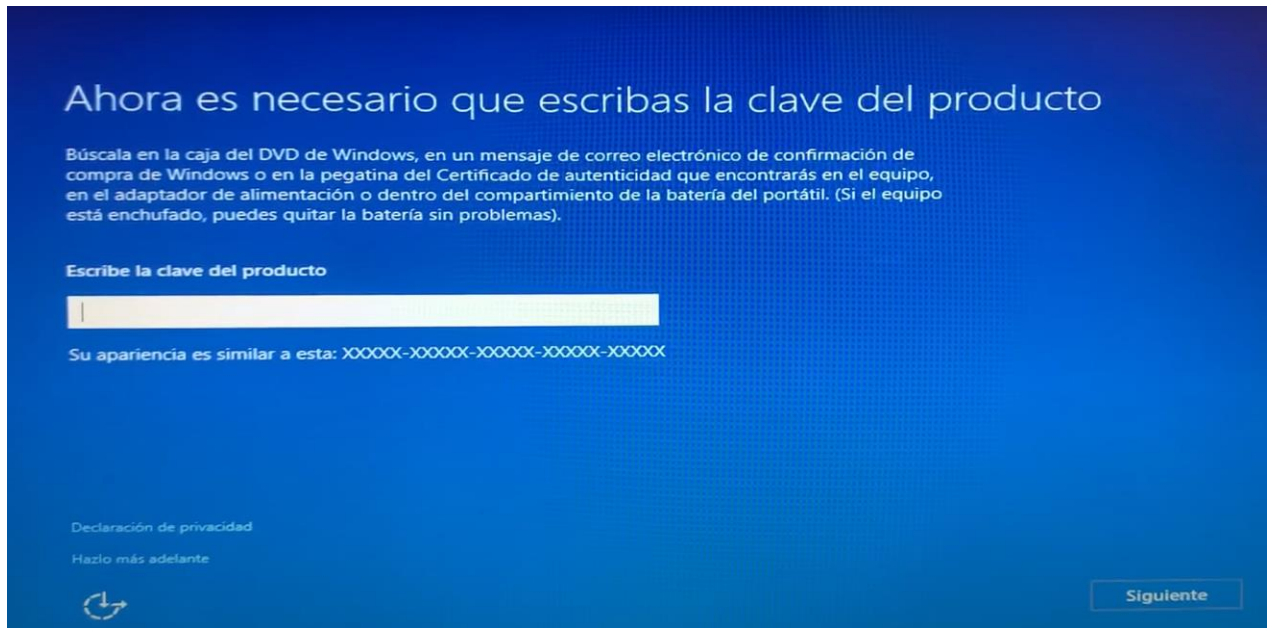 Ahora es necesario que escribas la clave del producto
Búscala en la caja del DVD de Windows, en un mensaje de correo electrónico de confirmación de
compra de Windows o en la pegatina del Certificado de autenticidad que encontrarás en el equipo,
en el adaptador de alimentación o dentro del compartimiento de la batería del portátil. (Si el equipo
está enchufado, puedes quitar la batería sin problemas).
Escribe la clave del producto
Su apariencia es similar a esta: XXXXX-XXXXX-XXXXX-XXXXX-XXXXX
Declaración de privacidad
Hazlo más adelante
Siguiente